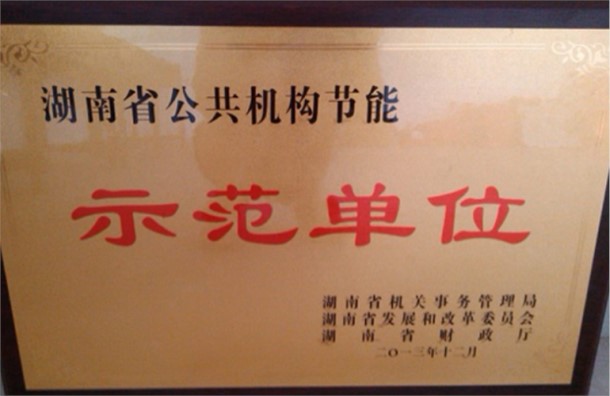 湖南省公共机构节能
示范单位
湖南省机关事务管理局
湖南省发展和改革委员会
湖南省财政厅
二〇一三年十二月